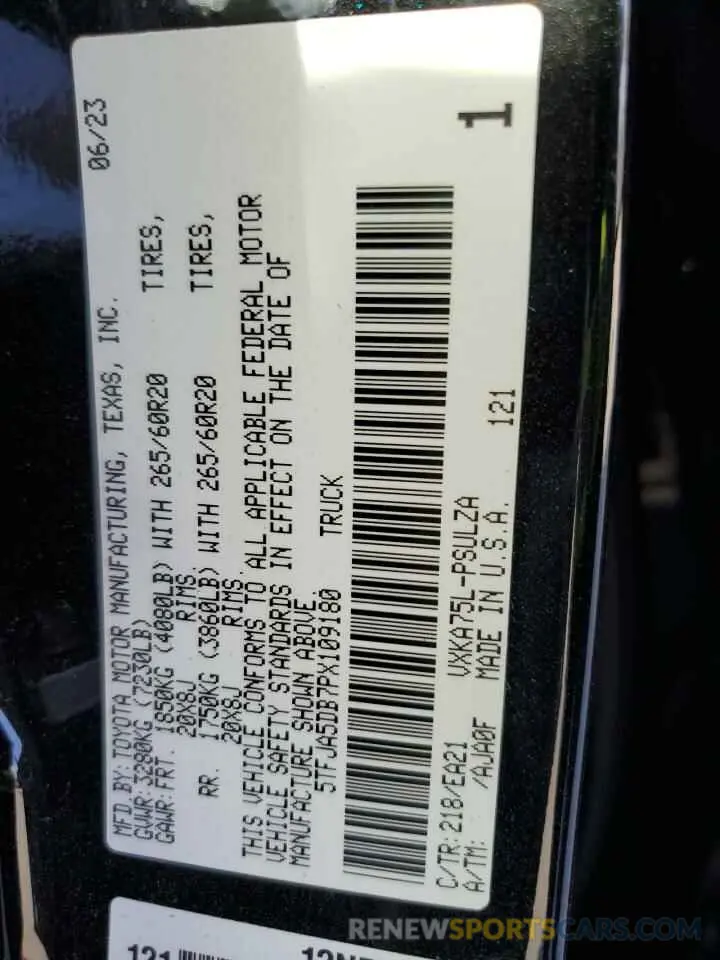 MFD.BY:TOYOTA MOTOR MANUFACTURING, TEXAS, INC. 06/23
GVWR:3280KG (7230LB)
GAWR:FRT. 1850KG (4080LB) WITH 265/60R20 TIRES,
20X8J RIMS.
RR. 1750KG (3860LB) WITH 265/60R20 TIRES,
20X8J RIMS.
THIS VEHICLE CONFORMS TO ALL APPLICABLE FEDERAL MOTOR
VEHICLE SAFETY STANDARDS IN EFFECT ON THE DATE OF
MANUFACTURE SHOWN ABOVE.
5TFJA5DB7PX109180 TRUCK
1
C/TR:218/EA21 VXKA75L-PSULZA
A/TM: /AJA0F MADE IN U.S.A. 121
121
RENEWSPORTSCARS.COM